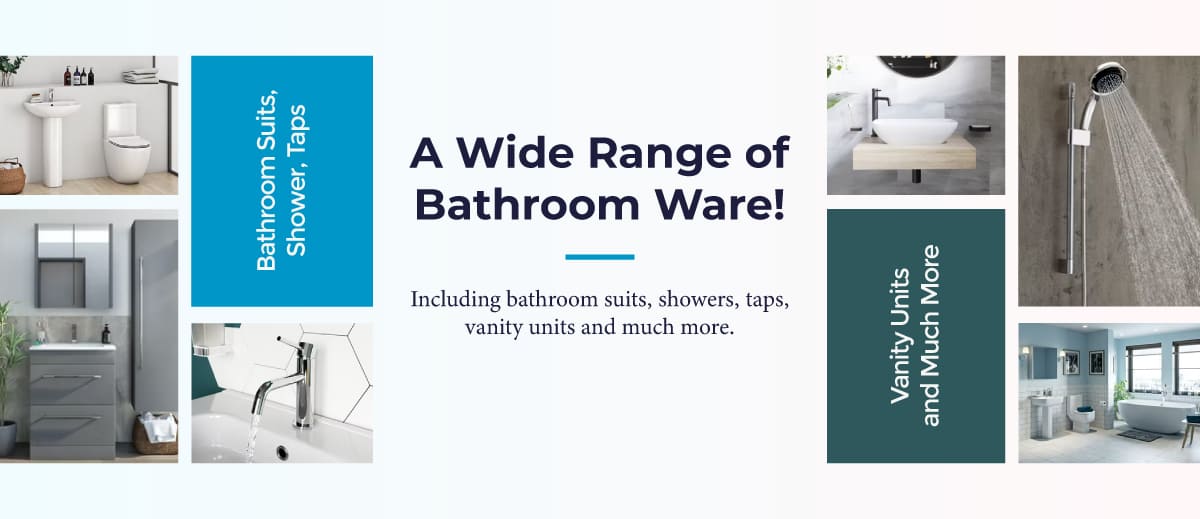 Bathroom Suits,
Shower, Taps
A Wide Range of
Bathroom Ware!
Including bathroom suits, showers, taps,
vanity units and much more.
Vanity Units
and Much More